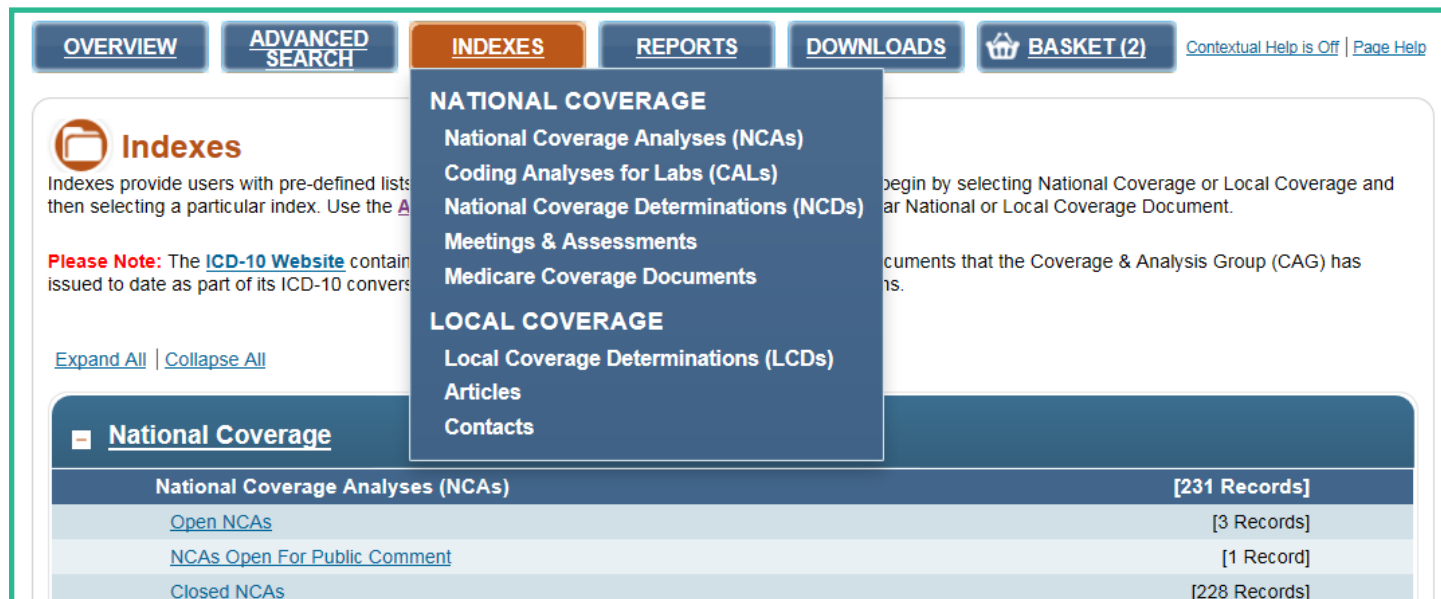 OVERVIEW
ADVANCED
SEARCH
INDEXES
REPORTS
DOWNLOADS
BASKET (2)
Contextual Help is Off | Page Help
NATIONAL COVERAGE
National Coverage Analyses (NCAs)
Coding Analyses for Labs (CALs)
National Coverage Determinations (NCDs)
Meetings & Assessments
Medicare Coverage Documents
LOCAL COVERAGE
Local Coverage Determinations (LCDs)
Articles
Contacts
Indexes
Indexes provide users with pre-defined lists begin by selecting National Coverage or Local Coverage and
then selecting a particular index. Use the National or Local Coverage Document.
Please Note: The ICD-10 Website that the Coverage & Analysis Group (CAG) has
issued to date as part of its ICD-10
Expand All | Collapse All
National Coverage
National Coverage Analyses (NCAs) [231 Records]
Open NCAs [3 Records]
NCAs Open For Public Comment [1 Record]
Closed NCAs [228 Records]